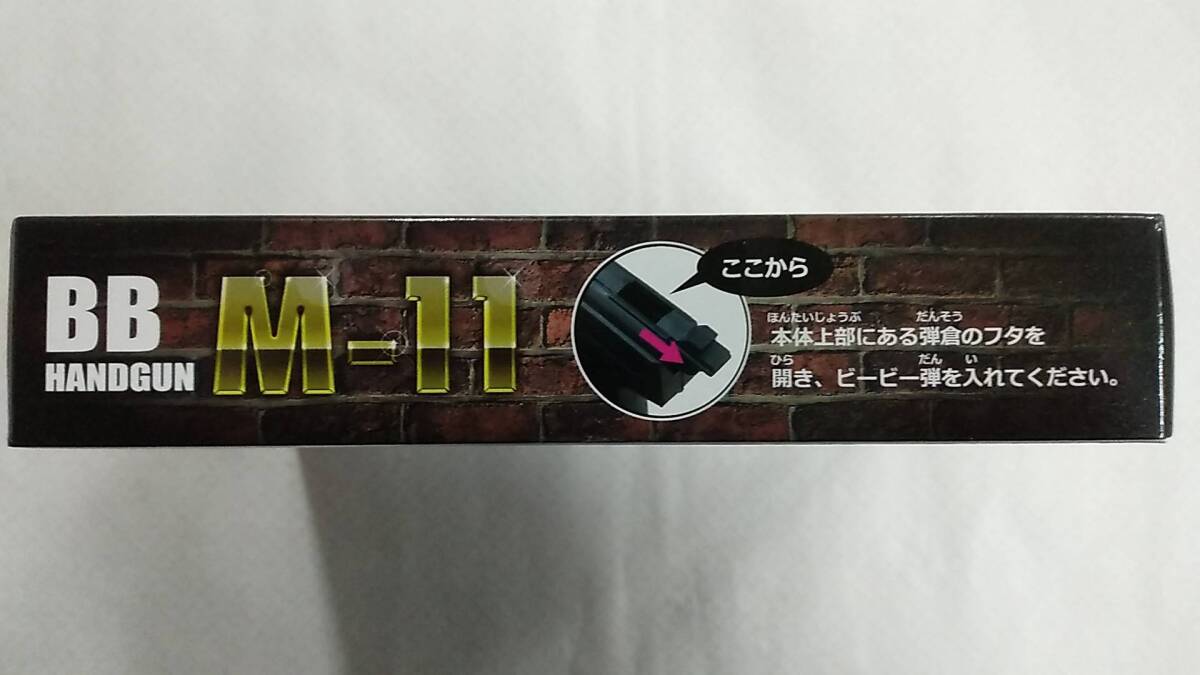 BB
HANDGUN
M-11
ここから
ほんたいじょうぶ だんそう
本体上部にある弾倉のフタを
ひら だん い
開き、ビービー弾を入れてください。